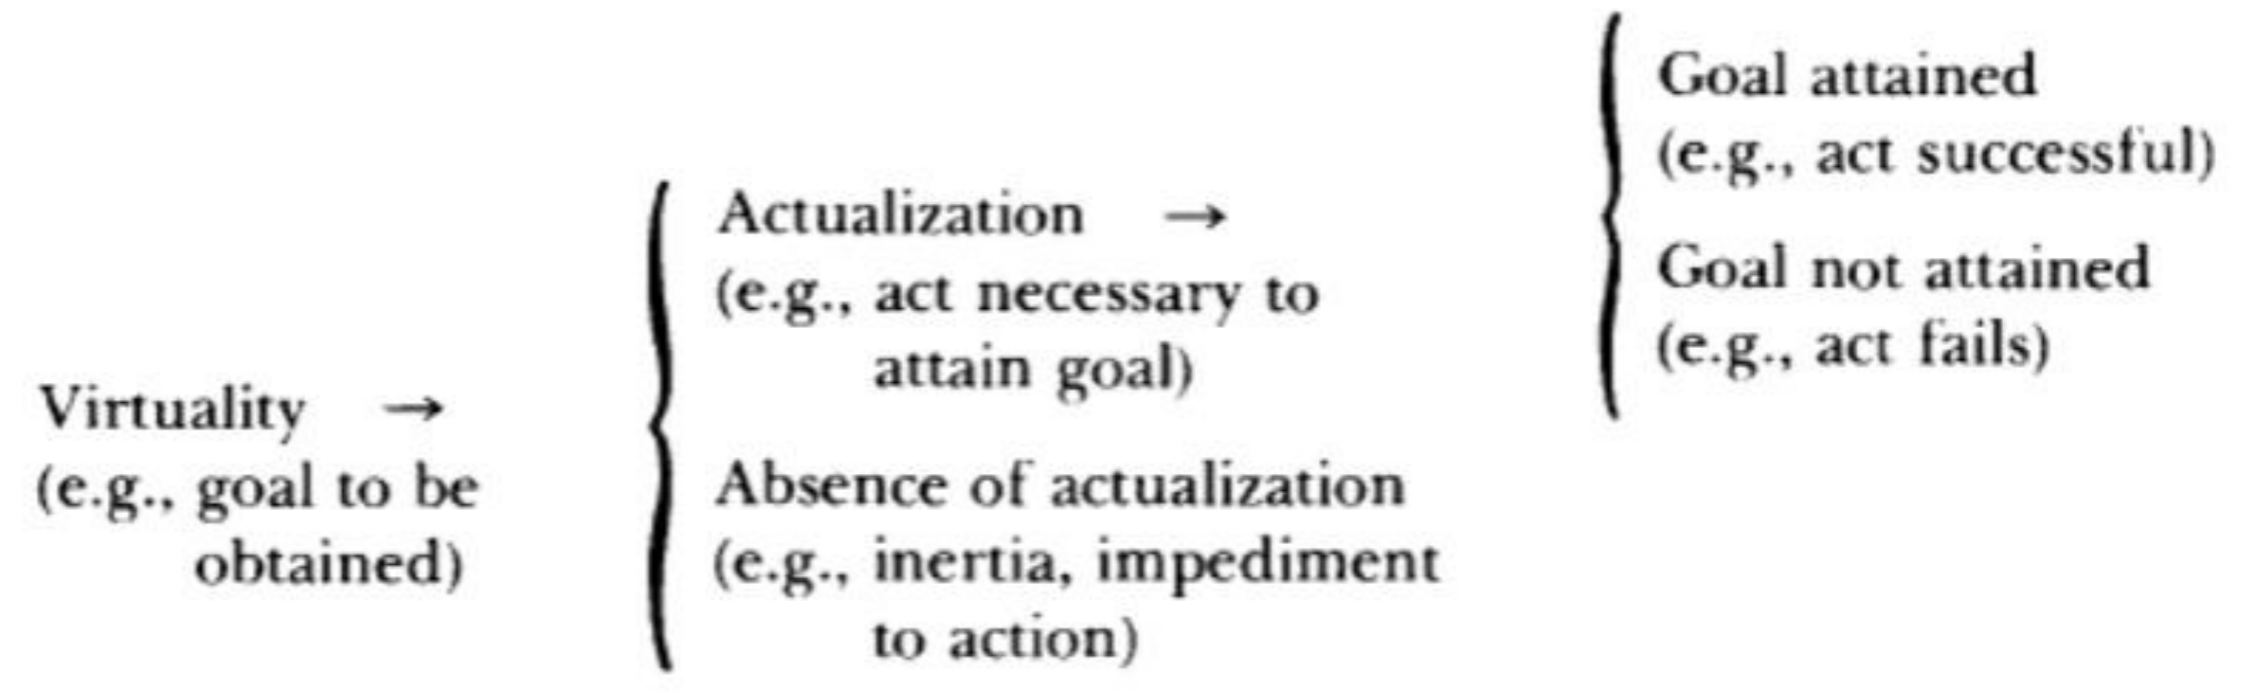 Virtuality →
(e.g., goal to be
obtained)
Actualization →
(e.g., act necessary to
attain goal)
Absence of actualization
(e.g., inertia, impediment
to action)
Goal attained
(e.g., act successful)
Goal not attained
(e.g., act fails)